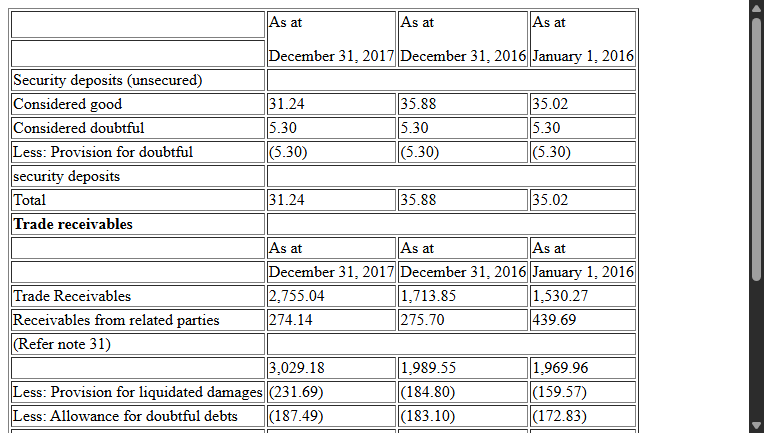 As at As at As at
December 31, 2017 December 31, 2016 January 1, 2016
Security deposits (unsecured)
Considered good 31.24 35.88 35.02
Considered doubtful 5.30 5.30 5.30
Less: Provision for doubtful (5.30) (5.30) (5.30)
security deposits
Total 31.24 35.88 35.02
Trade receivables
As at As at As at
December 31, 2017 December 31, 2016 January 1, 2016
Trade Receivables 2,755.04 1,713.85 1,530.27
Receivables from related parties 274.14 275.70 439.69
(Refer note 31)
3,029.18 1,989.55 1,969.96
Less: Provision for liquidated damages (231.69) (184.80) (159.57)
Less: Allowance for doubtful debts (187.49) (183.10) (172.83)